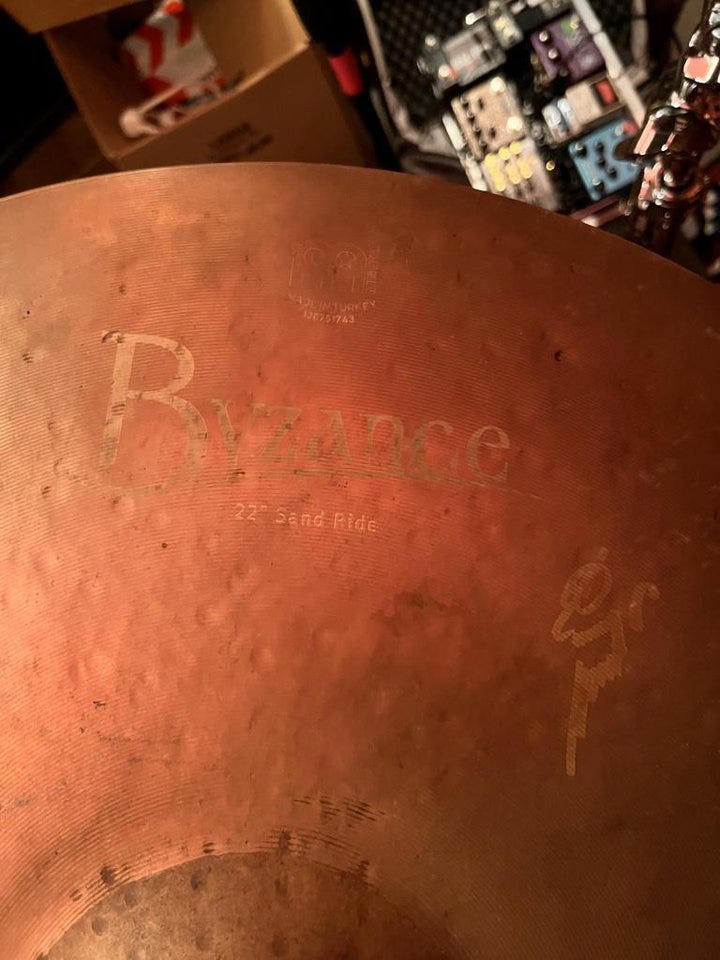 MADE IN TURKEY
Byzance
22" Sand Ride